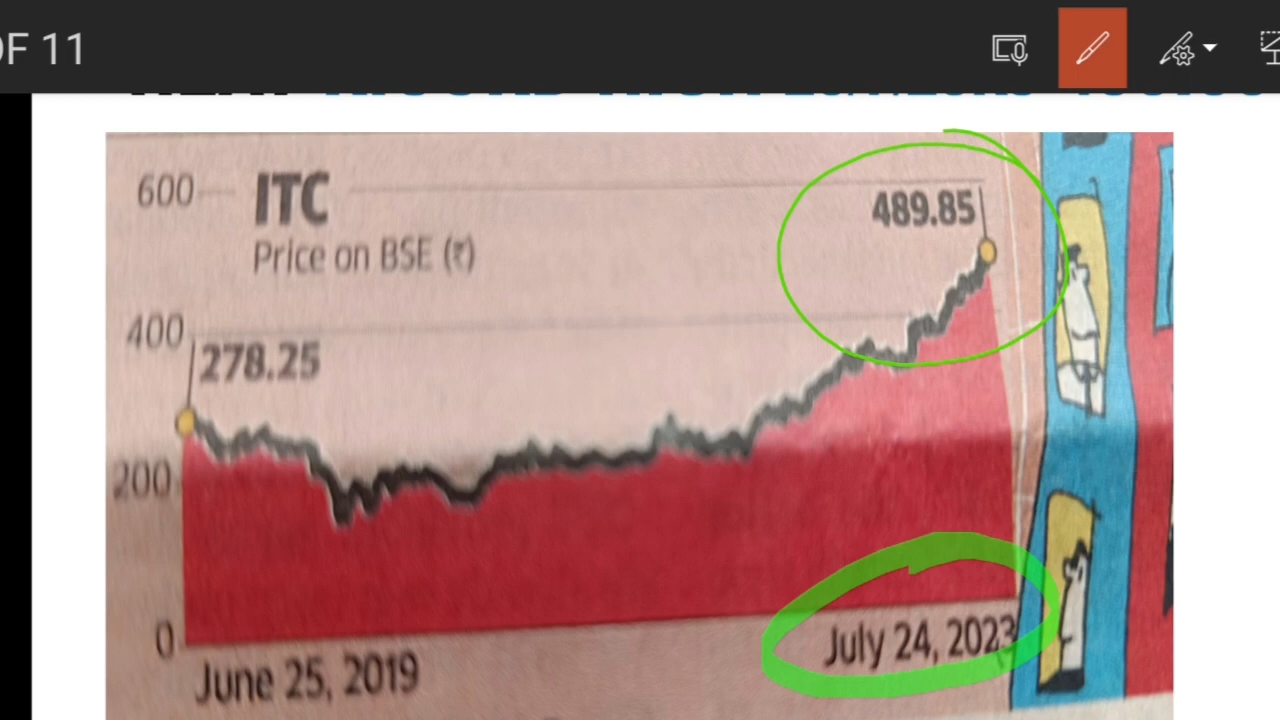 OF 11
600
ITC
489.85
Price on BSE (₹)
400
278.25
200
0
July 24, 2023
June 25, 2019